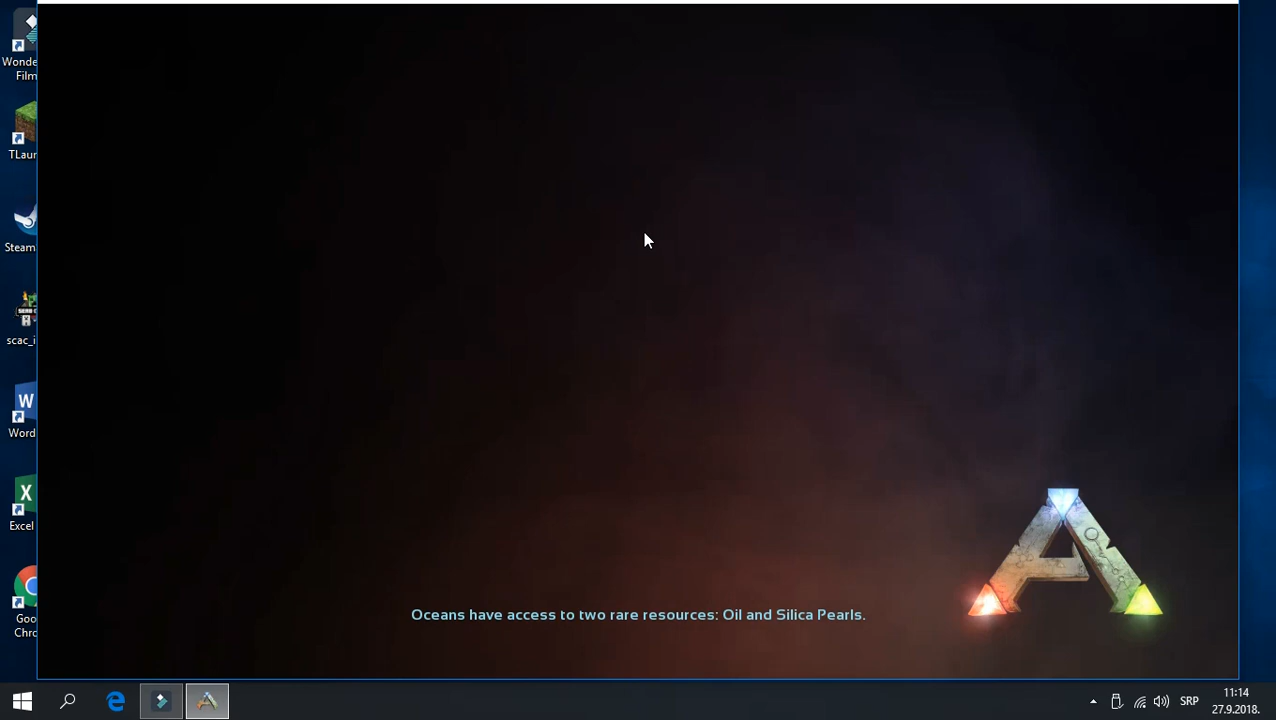 Wonde
Film
TLaun
Steam
scac_i
Word
Excel
Goo
Chro
Oceans have access to two rare resources: Oil and Silica Pearls.
SRP
11:14
27.9.2018.